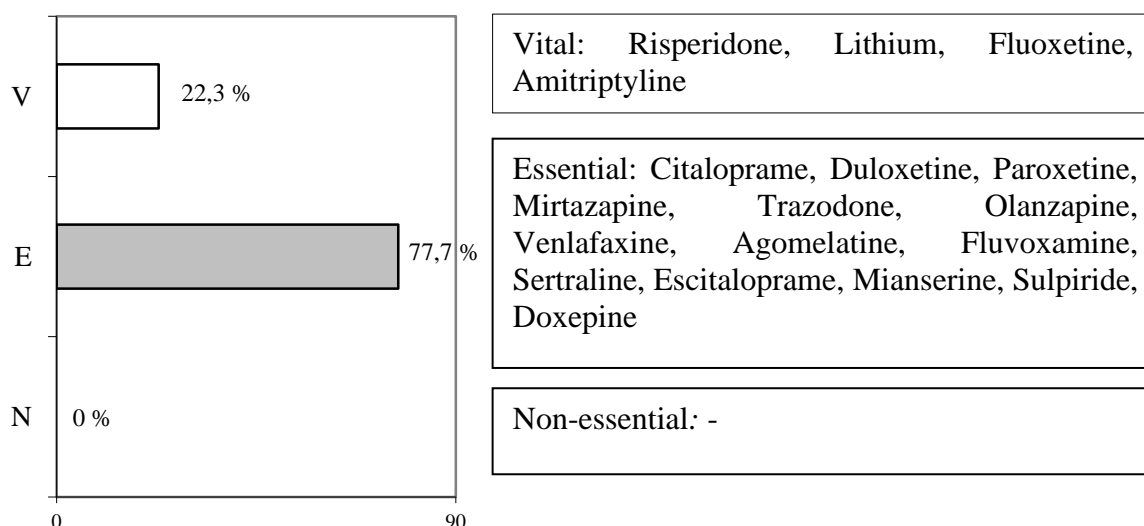 V
22,3 %
E
77,7 %
N
0 %
0
90
Vital: Risperidone, Lithium, Fluoxetine,
Amitriptyline
Essential: Citaloprame, Duloxetine, Paroxetine,
Mirtazapine, Trazodone, Olanzapine,
Venlafaxine, Agomelatine, Fluvoxamine,
Sertraline, Escitaloprame, Mianserine, Sulpiride,
Doxepine
Non-essential: -